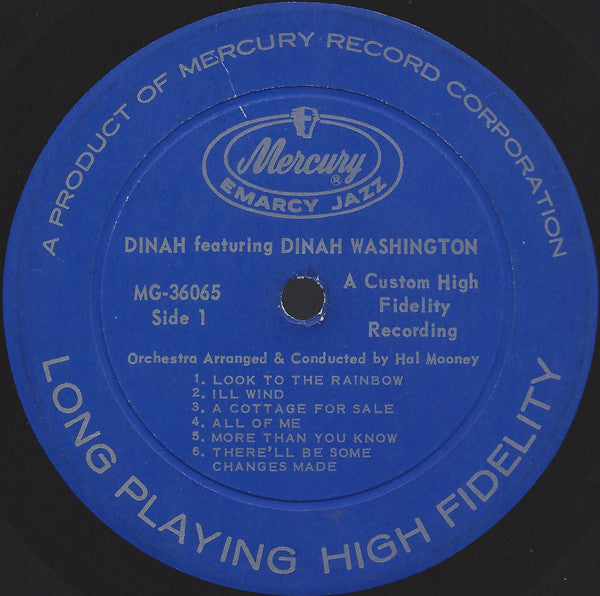 A PRODUCT OF MERCURY RECORD CORPORATION
Mercury®
EMARCY JAZZ
DINAH featuring DINAH WASHINGTON
MG-36065
Side 1
A Custom High
Fidelity
Recording
Orchestra Arranged & Conducted by Hal Mooney
1. LOOK TO THE RAINBOW
2. ILL WIND
3. A COTTAGE FOR SALE
4. ALL OF ME
5. MORE THAN YOU KNOW
6. THERE'LL BE SOME
CHANGES MADE
LONG PLAYING HIGH FIDELITY